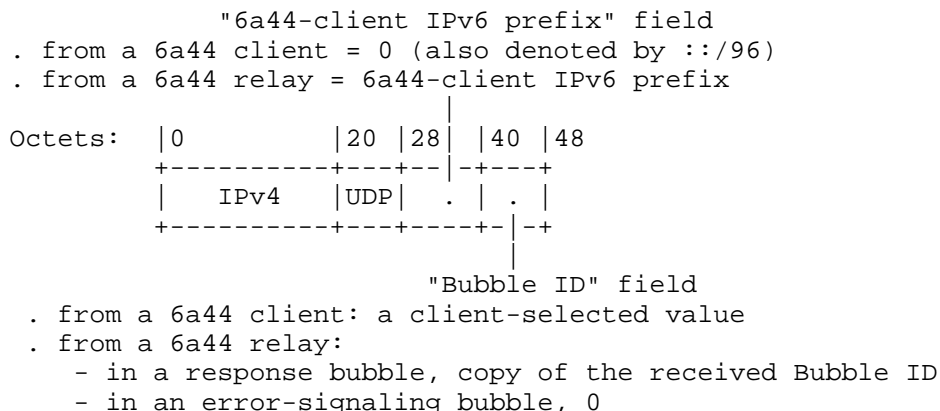 "6a44-client IPv6 prefix" field
. from a 6a44 client = 0 (also denoted by ::/96)
. from a 6a44 relay = 6a44-client IPv6 prefix
|
Octets:  |0          |20 |28|  |40 |48
+----------+---+--|-+---+
|   IPv4   |UDP|  . | . |
+----------+---+----+-|-+
|
"Bubble ID" field
. from a 6a44 client: a client-selected value
. from a 6a44 relay:
- in a response bubble, copy of the received Bubble ID
- in an error-signaling bubble, 0